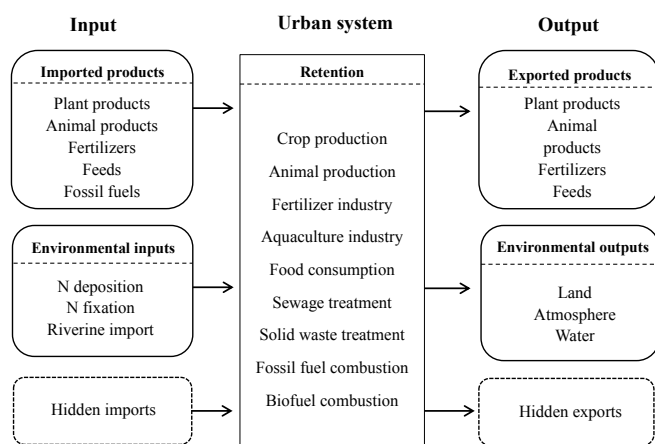 Input
Urban system
Output
Imported products
Plant products
Animal products
Fertilizers
Feeds
Fossil fuels
Environmental inputs
N deposition
N fixation
Riverine import
Hidden imports
Retention
Crop production
Animal production
Fertilizer industry
Aquaculture industry
Food consumption
Sewage treatment
Solid waste treatment
Fossil fuel combustion
Biofuel combustion
Exported products
Plant products
Animal
products
Fertilizers
Feeds
Environmental outputs
Land
Atmosphere
Water
Hidden exports